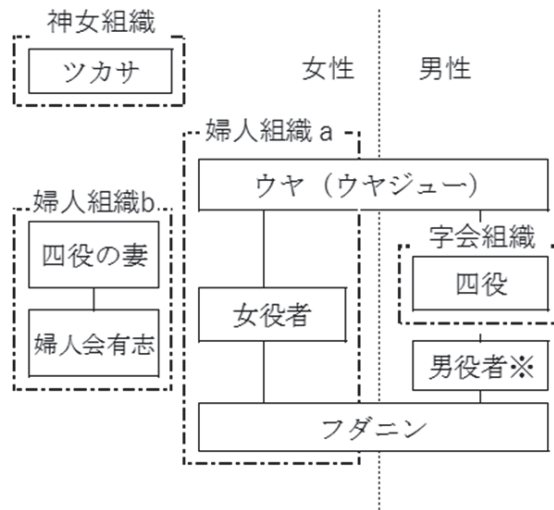 神女組織
ツカサ
女性
男性
婦人組織a
ウヤ（ウヤジュー）
婦人組織b
四役の妻
婦人会有志
女役者
字会組織
四役
男役者※
フダニン